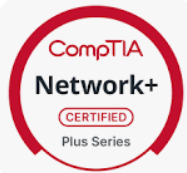 CompTIA
Network+
CERTIFIED
Plus Series